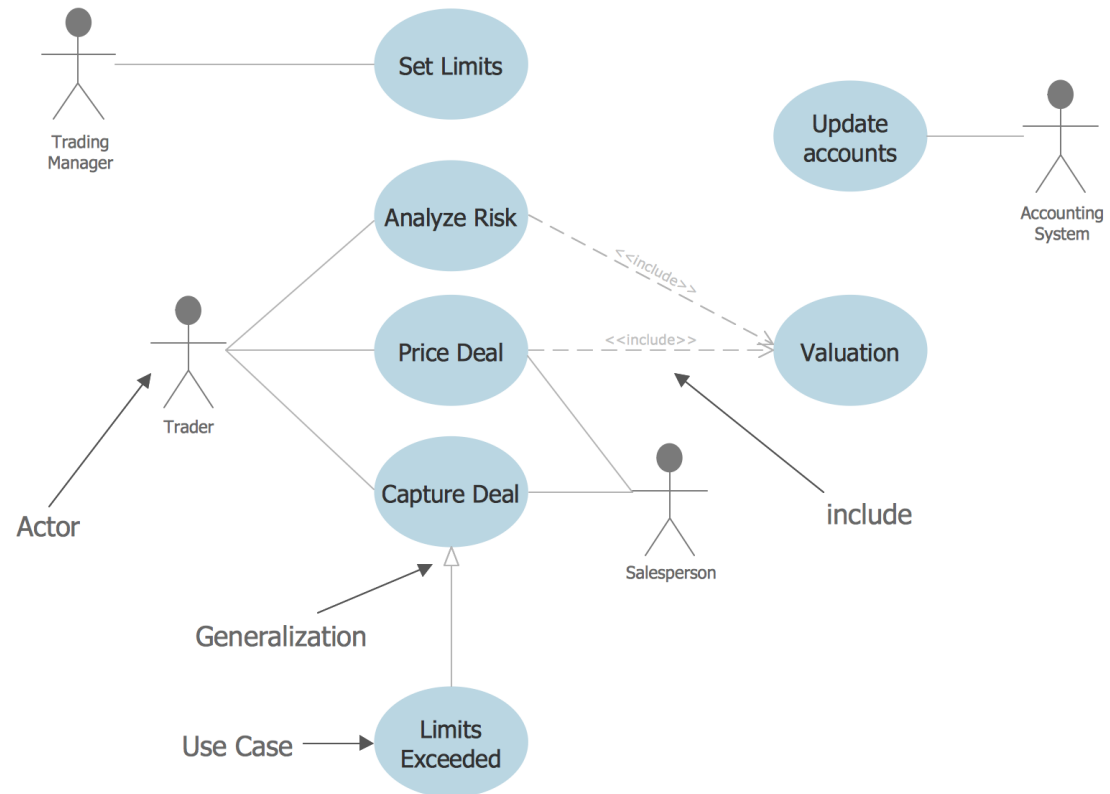 Set Limits
Trading
Manager
Update
accounts
Accounting
System
Analyze Risk
<<include>>
Price Deal
<<include>>
Valuation
Trader
Capture Deal
Actor
include
Salesperson
Generalization
Limits
Exceeded
Use Case